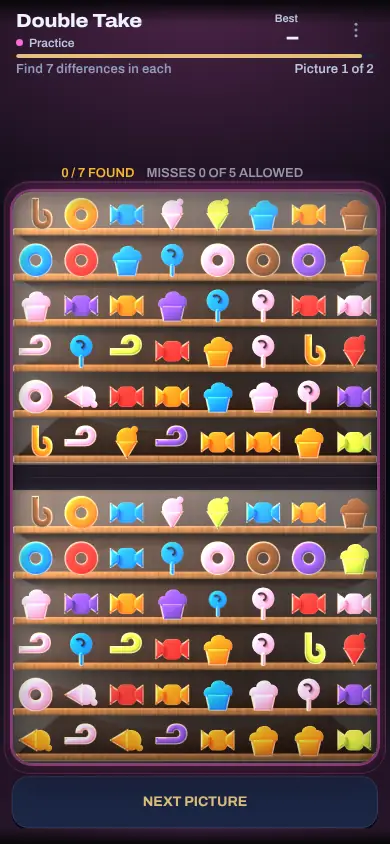 Double Take
Best
Practice
–
Find 7 differences in each
Picture 1 of 2
0 / 7 FOUND MISSES 0 OF 5 ALLOWED
NEXT PICTURE